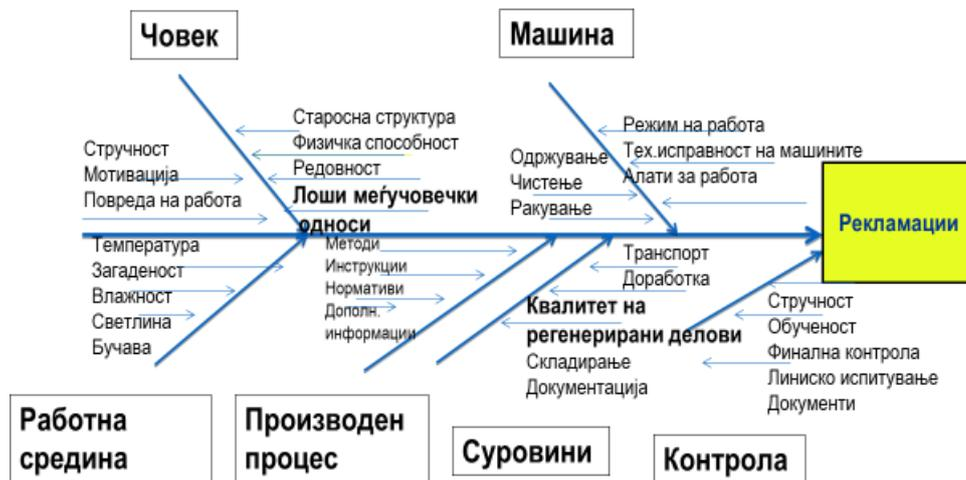 Човек
Машина
Старосна структура
Физичка способност
Редовност
Лоши меѓучовечки
односи
Стручност
Мотивација
Повреда на работа
Режим на работа
Тех.исправност на машините
Алати за работа
Одржување
Чистење
Ракување
Рекламации
Температура
Загаденост
Влажност
Светлина
Бучава
Методи
Инструкции
Нормативи
Дополн.
информации
Транспорт
Доработка
Квалитет на
регенерирани делови
Складирање
Документација
Стручност
Обученост
Финална контрола
Линиско испитување
Документи
Работна
средина
Производен
процес
Суровини
Контрола